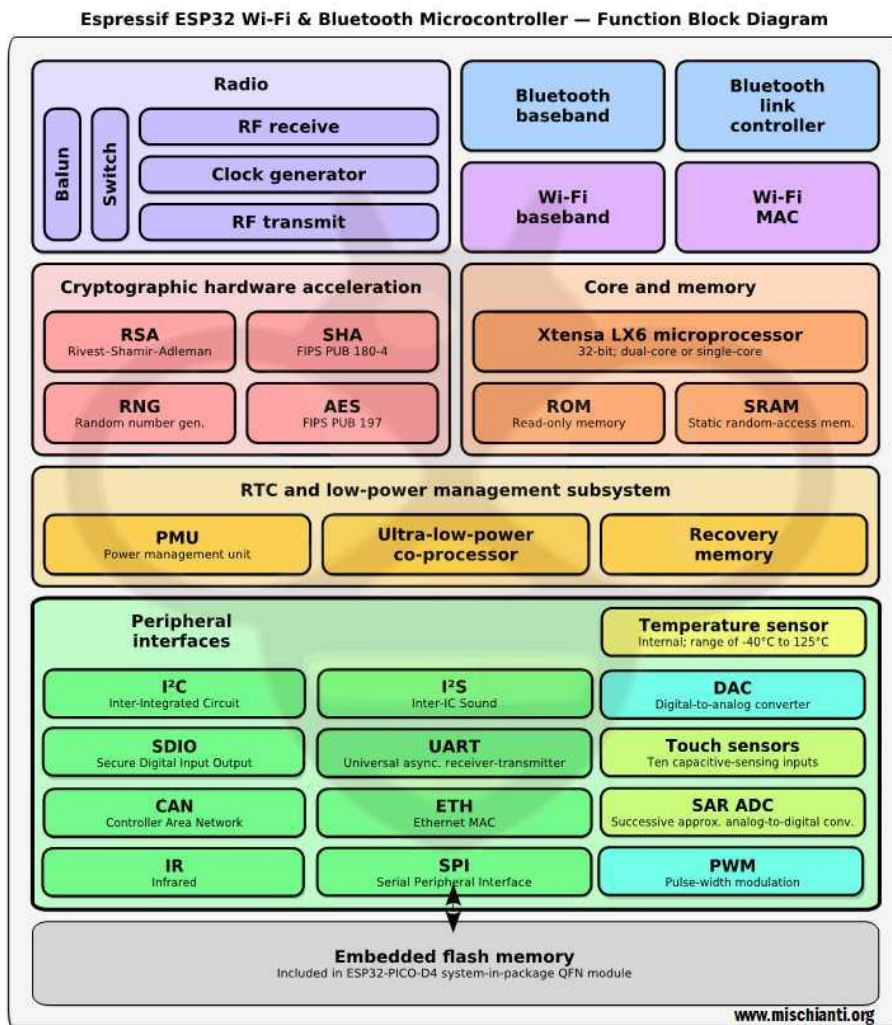 Espressif ESP32 Wi-Fi & Bluetooth Microcontroller — Function Block Diagram
Radio
Balun
Switch
RF receive
Clock generator
RF transmit
Bluetooth
baseband
Bluetooth
link
controller
Wi-Fi
baseband
Wi-Fi
MAC
Cryptographic hardware acceleration
RSA
Rivest–Shamir–Adleman
SHA
FIPS PUB 180-4
RNG
Random number gen.
AES
FIPS PUB 197
Core and memory
Xtensa LX6 microprocessor
32-bit; dual-core or single-core
ROM
Read-only memory
SRAM
Static random-access mem.
RTC and low-power management subsystem
PMU
Power management unit
Ultra-low-power
co-processor
Recovery
memory
Peripheral
interfaces
Temperature sensor
Internal; range of -40°C to 125°C
I²C
Inter-Integrated Circuit
I²S
Inter-IC Sound
DAC
Digital-to-analog converter
SDIO
Secure Digital Input Output
UART
Universal async. receiver-transmitter
Touch sensors
Ten capacitive-sensing inputs
CAN
Controller Area Network
ETH
Ethernet MAC
SAR ADC
Successive approx. analog-to-digital conv.
IR
Infrared
SPI
Serial Peripheral Interface
PWM
Pulse-width modulation
Embedded flash memory
Included in ESP32-PICO-D4 system-in-package QFN module
www.mischianti.org